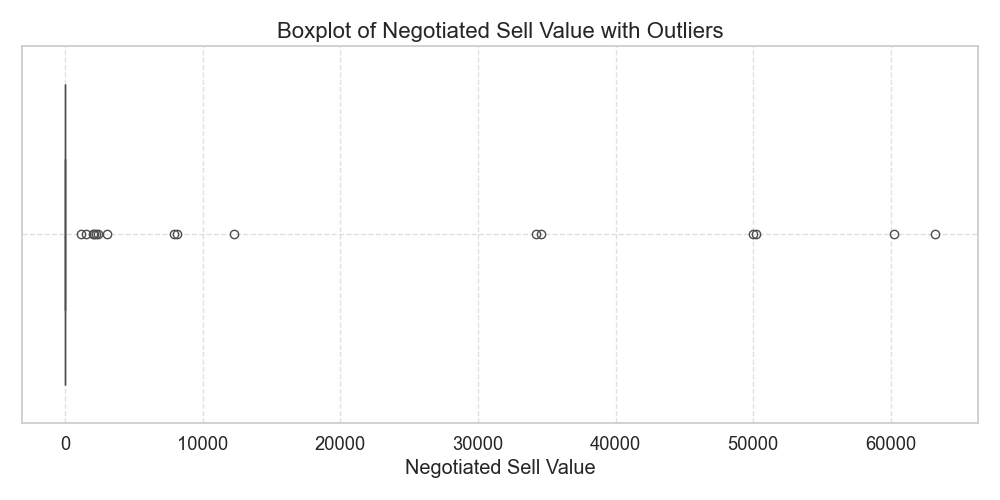 Boxplot of Negotiated Sell Value with Outliers
0 10000 20000 30000 40000 50000 60000
Negotiated Sell Value